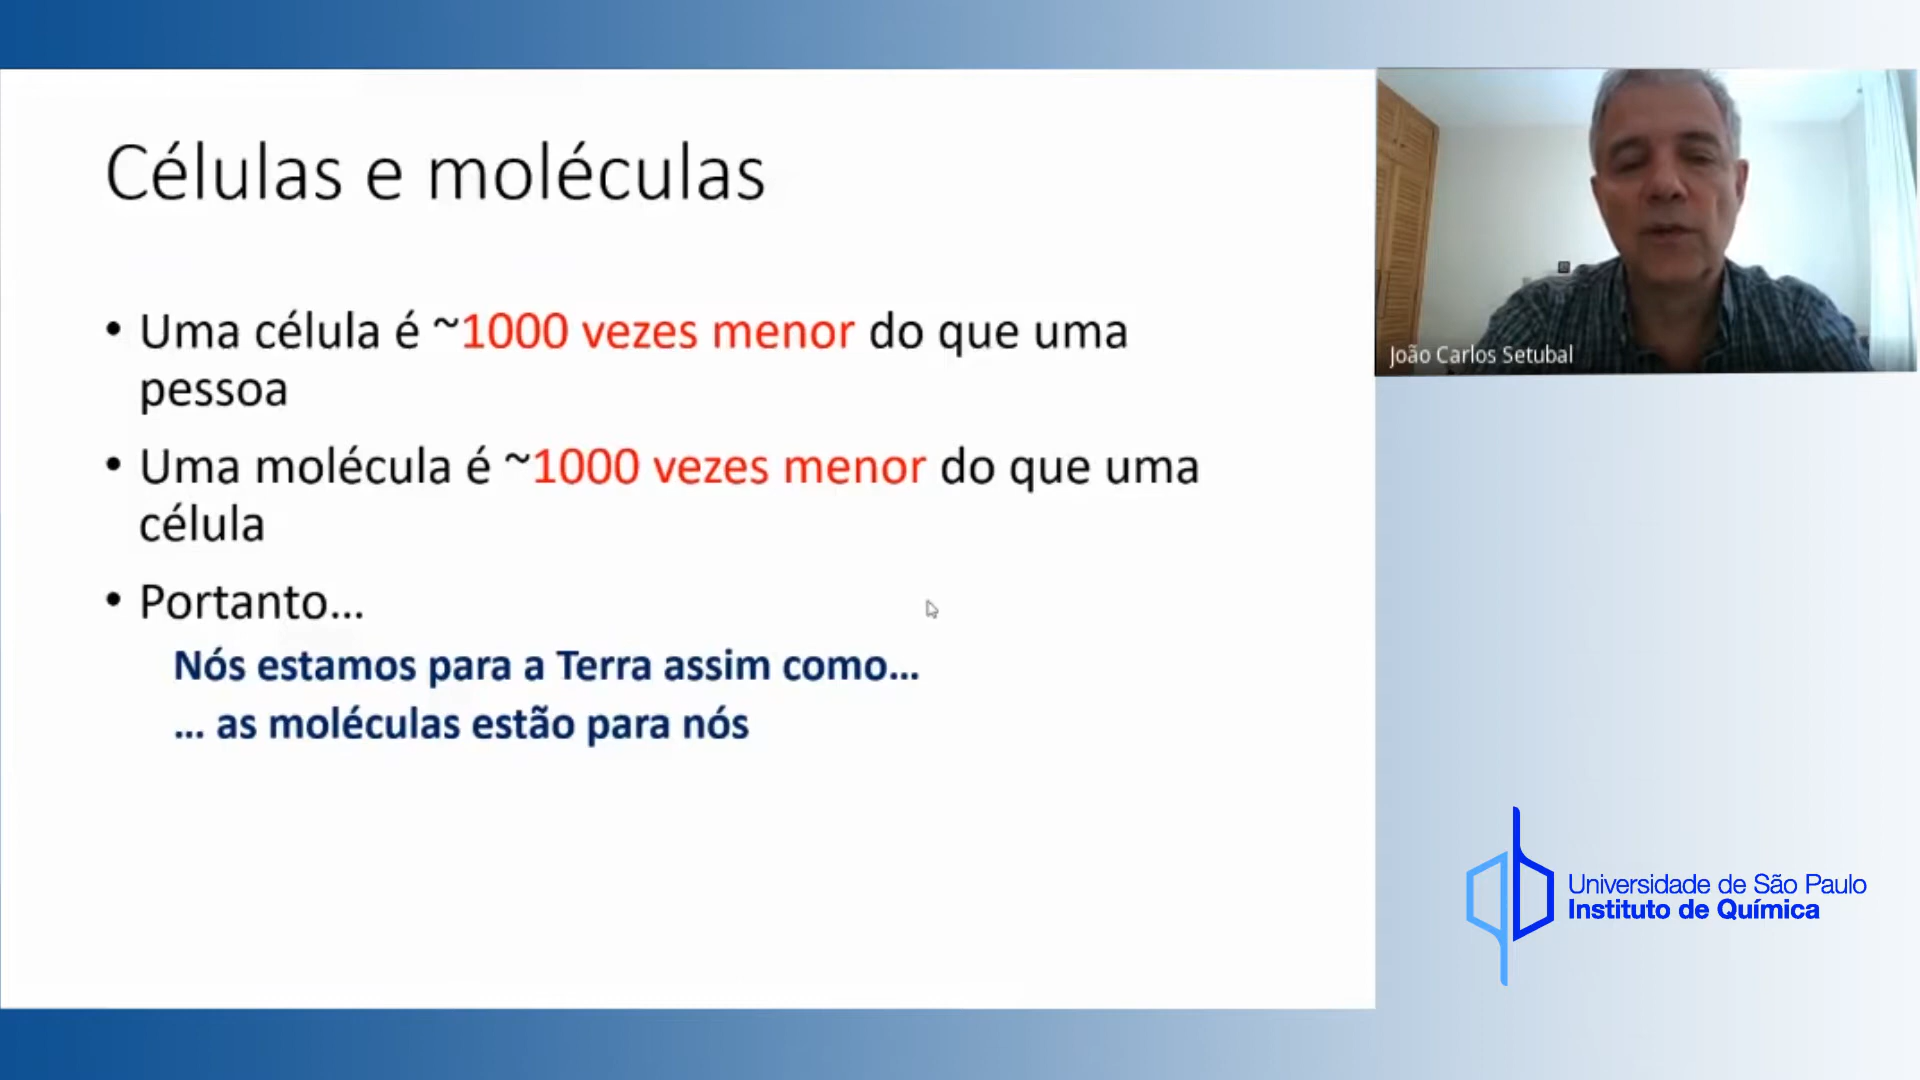 Células e moléculas
• Uma célula é ~1000 vezes menor do que uma
pessoa
• Uma molécula é ~1000 vezes menor do que uma
célula
• Portanto...
Nós estamos para a Terra assim como...
... as moléculas estão para nós
João Carlos Setubal
Universidade de São Paulo
Instituto de Química